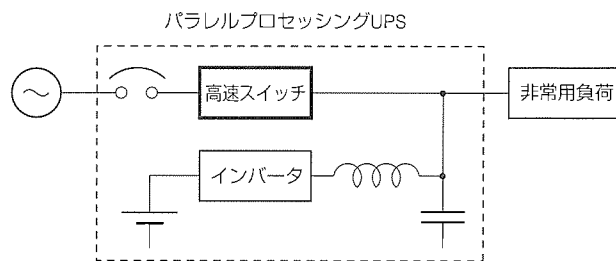 パラレルプロセッシングUPS
高速スイッチ
非常用負荷
インバータ